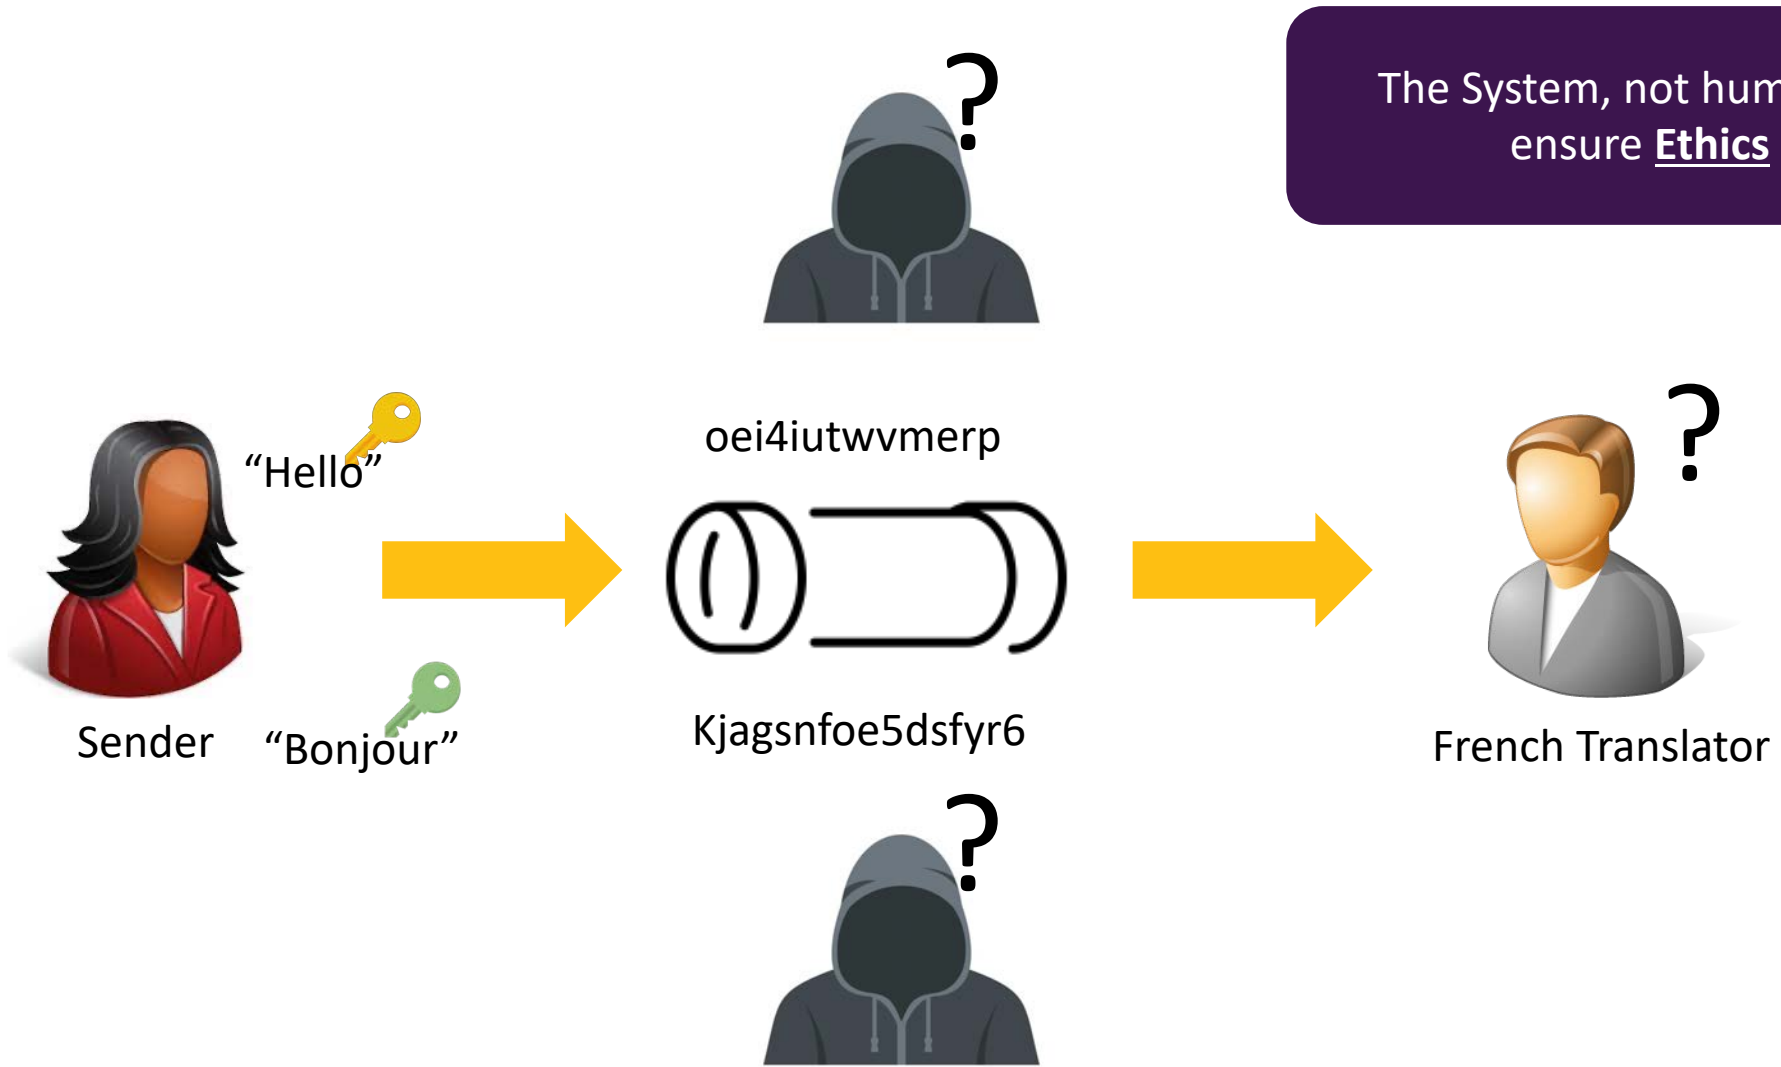 ?
The System, not hum
ensure Ethics
?
oei4iutwvmerp
“Hello”
Kjagsnfoe5dsfyr6
Sender
“Bonjour”
French Translator
?